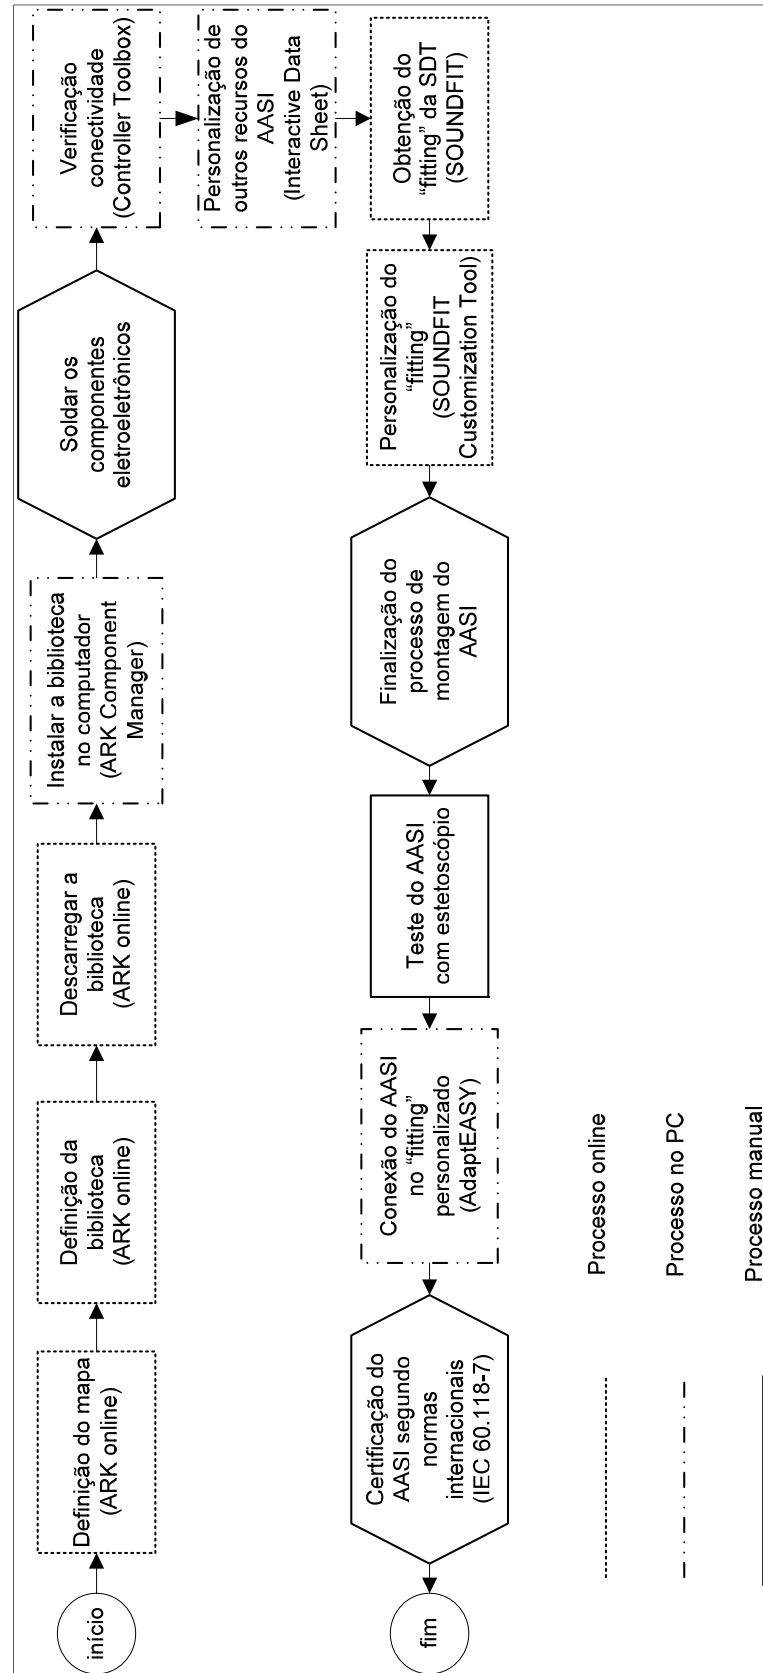 início
Definição do mapa
(ARK online)
Definição da
biblioteca
(ARK online)
Descarregar a
biblioteca
(ARK online)
Instalar a biblioteca
no computador
(ARK Component
Manager)
Soldar os
componentes
eletroeletrônicos
Verificação
conectividade
(Controller Toolbox)
Personalização de
outros recursos do
AASI
(Interactive Data
Sheet)
Obtenção do
“fitting” da SDT
(SOUNDFIT)
Personalização do
“fitting”
(SOUNDFIT
Customization Tool)
Finalização do
processo de
montagem do
AASI
Teste do AASI
com estetoscópio
Conexão do AASI
no “fitting”
personalizado
(AdaptEASY)
Certificação do
AASI segundo
normas
internacionais
(IEC 60.118-7)
fim
Processo online
Processo no PC
Processo manual